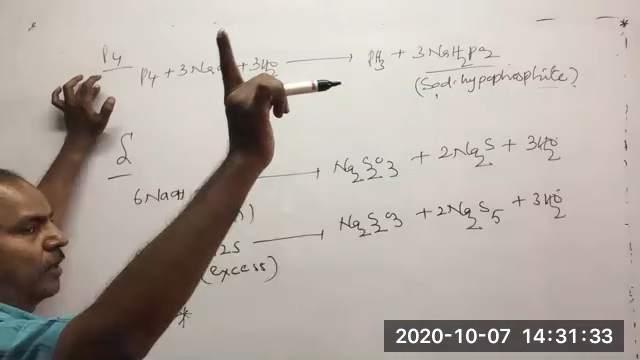 P4
P4 + 3Na + 3H2O → PH3 + 3NaH2PO2
(Sod. hypophosphite)
S
6NaOH → Na2S2O3 + 2Na2S + 3H2O
)
2S → Na2S2O3 + 2Na2S5 + 3H2O
(excess)
*
2020-10-07 14:31:33